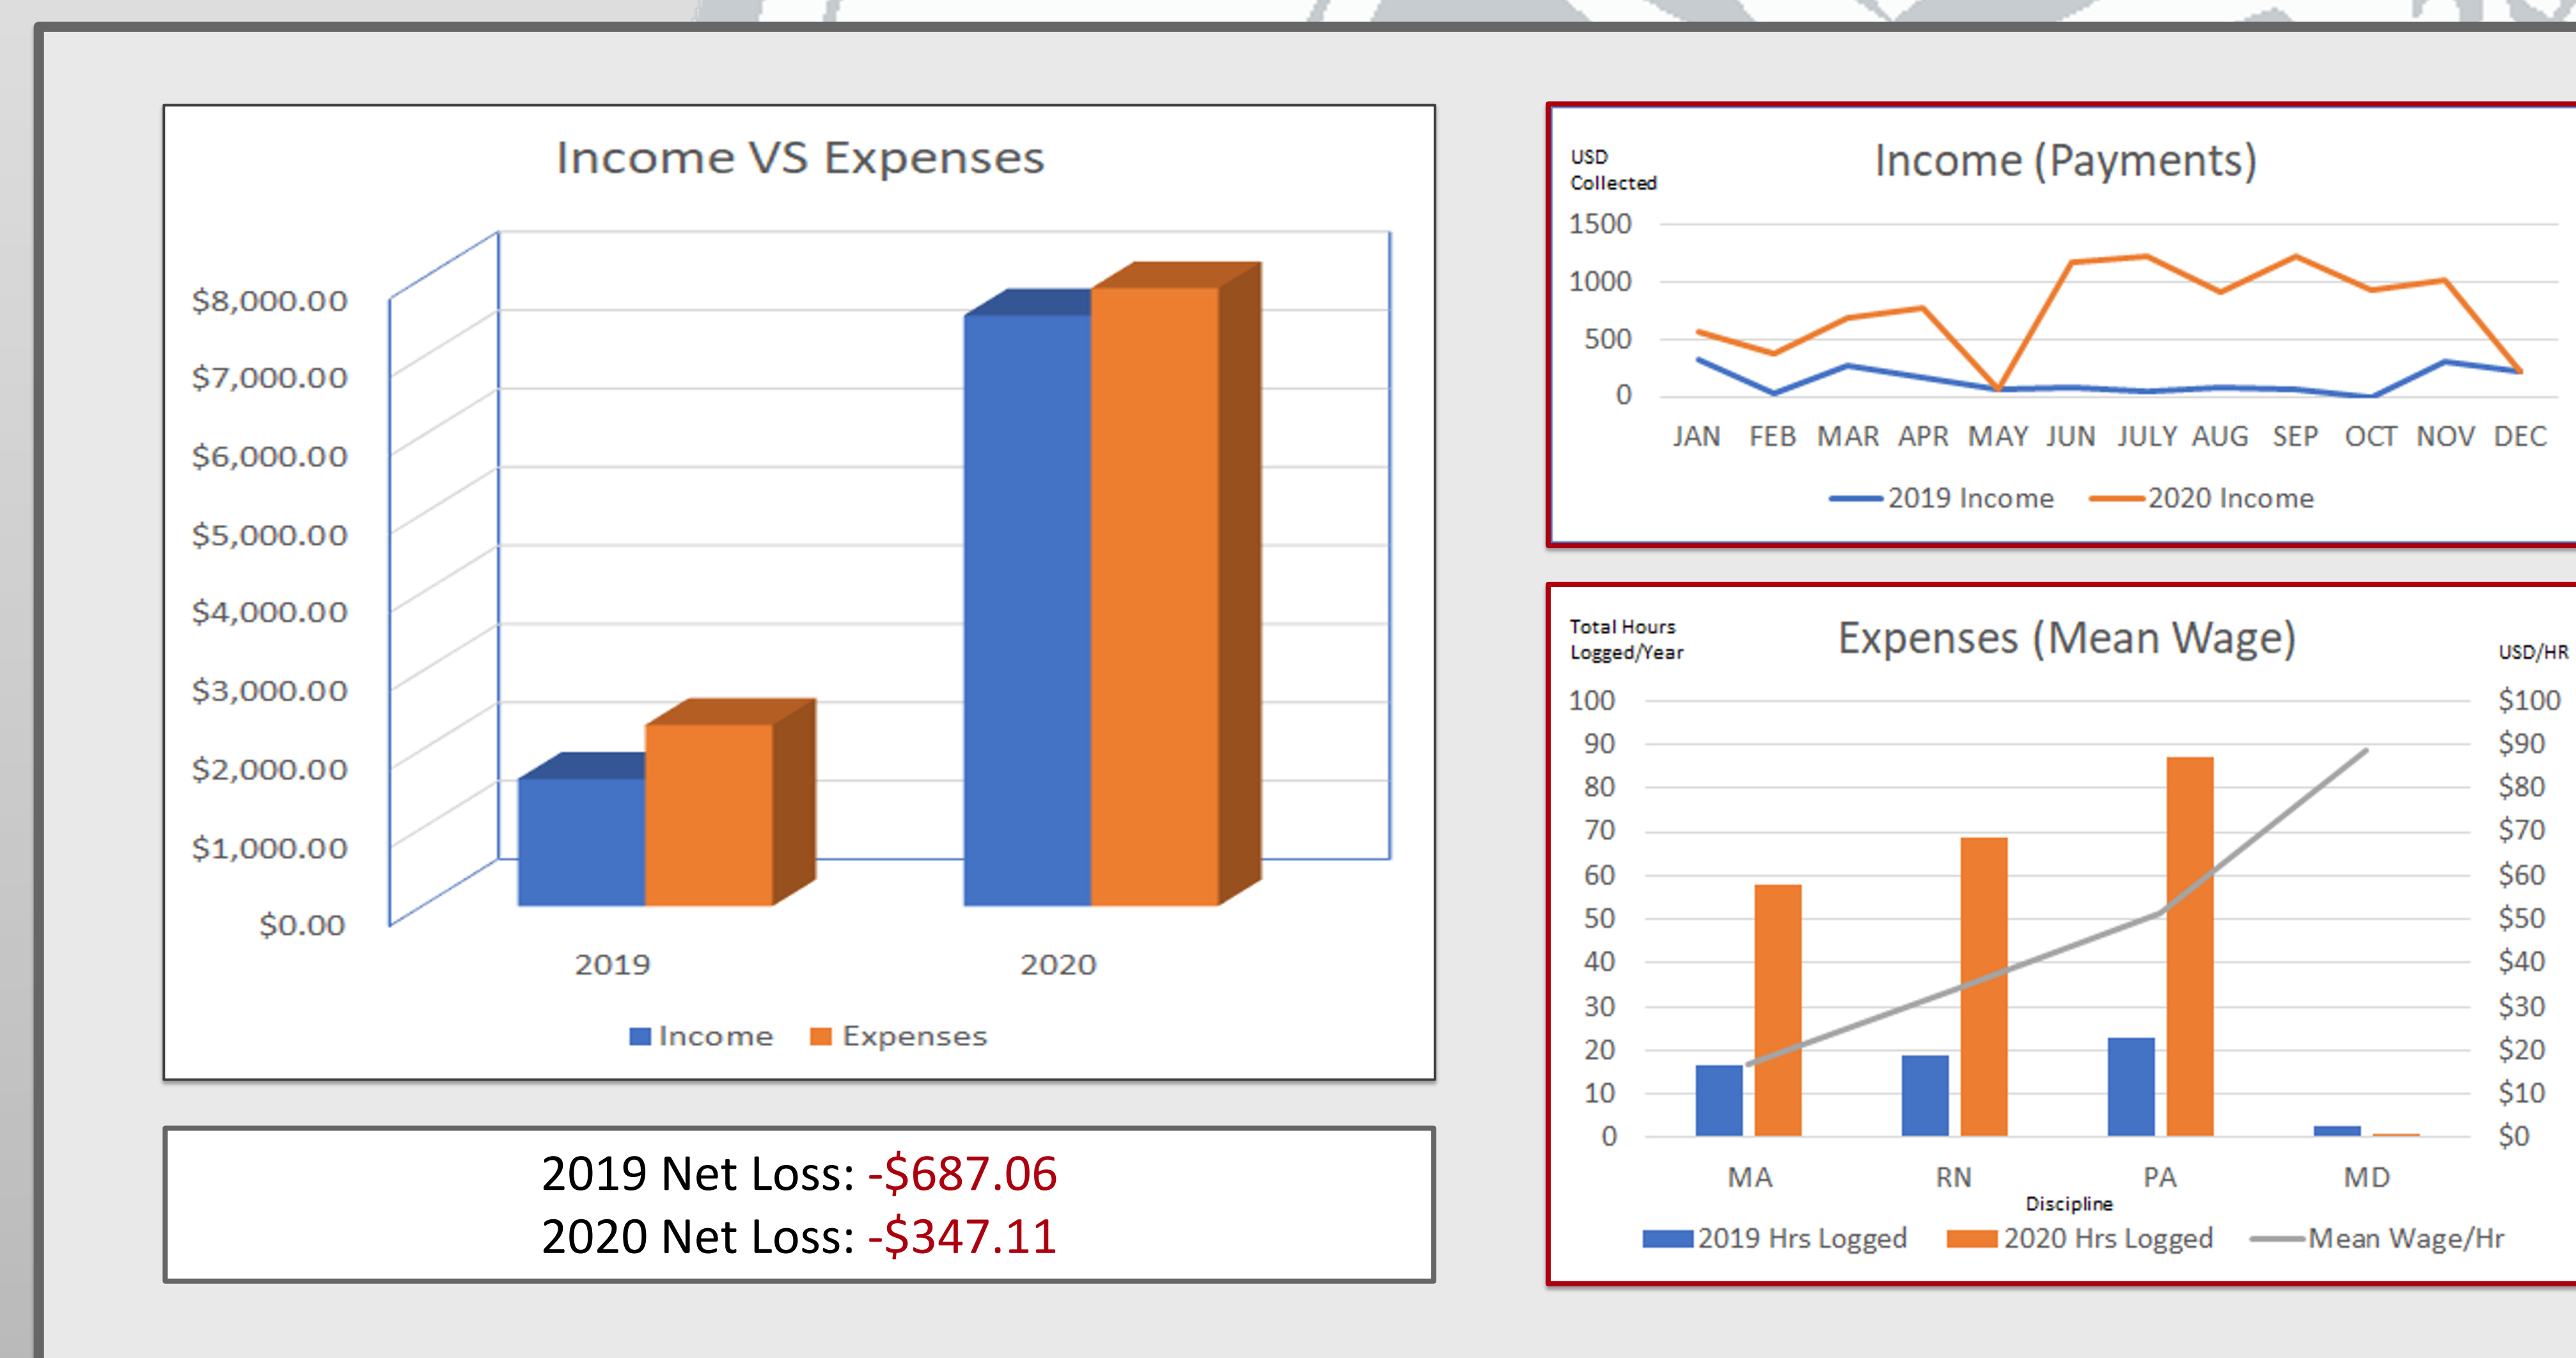 Income VS Expenses
$8,000.00
$7,000.00
$6,000.00
$5,000.00
$4,000.00
$3,000.00
$2,000.00
$1,000.00
$0.00
2019 2020
Income Expenses
2019 Net Loss: -$687.06
2020 Net Loss: -$347.11
USD
Collected
Income (Payments)
1500
1000
500
0
JAN FEB MAR APR MAY JUN JULY AUG SEP OCT NOV DEC
2019 Income 2020 Income
Total Hours
Logged/Year
Expenses (Mean Wage)
USD/HR
100 $100
90 $90
80 $80
70 $70
60 $60
50 $50
40 $40
30 $30
20 $20
10 $10
0 $0
MA RN PA MD
Discipline
2019 Hrs Logged 2020 Hrs Logged Mean Wage/Hr